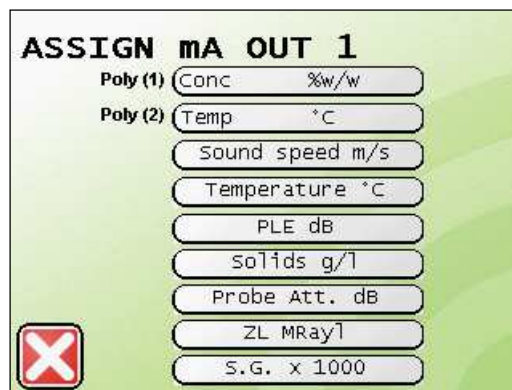 ASSIGN mA OUT 1
Poly (1) Conc %w/w
Poly (2) Temp °C
Sound speed m/s
Temperature °C
PLE dB
Solids g/l
Probe Att. dB
ZL MRayl
S.G. x 1000